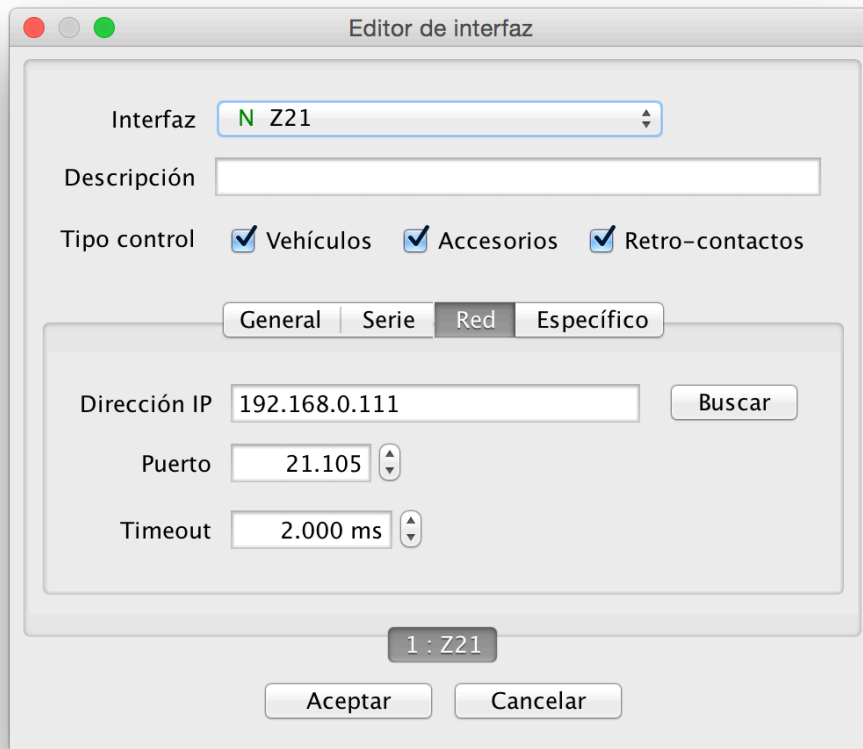 Editor de interfaz
Interfaz N Z21
Descripción
Tipo control Vehículos Accesorios Retro-contactos
General Serie Red Específico
Dirección IP 192.168.0.111 Buscar
Puerto 21.105
Timeout 2.000 ms
1 : Z21
Aceptar Cancelar